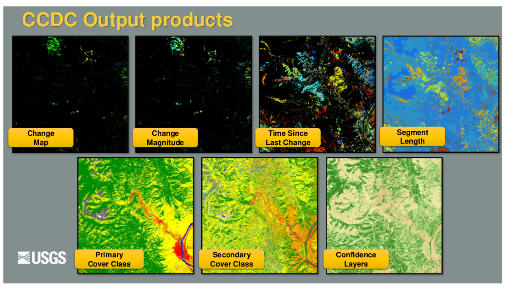 CCDC Output products
Change
Map
Change
Magnitude
Time Since
Last Change
Segment
Length
Primary
Cover Class
Secondary
Cover Class
Confidence
Layers
USGS